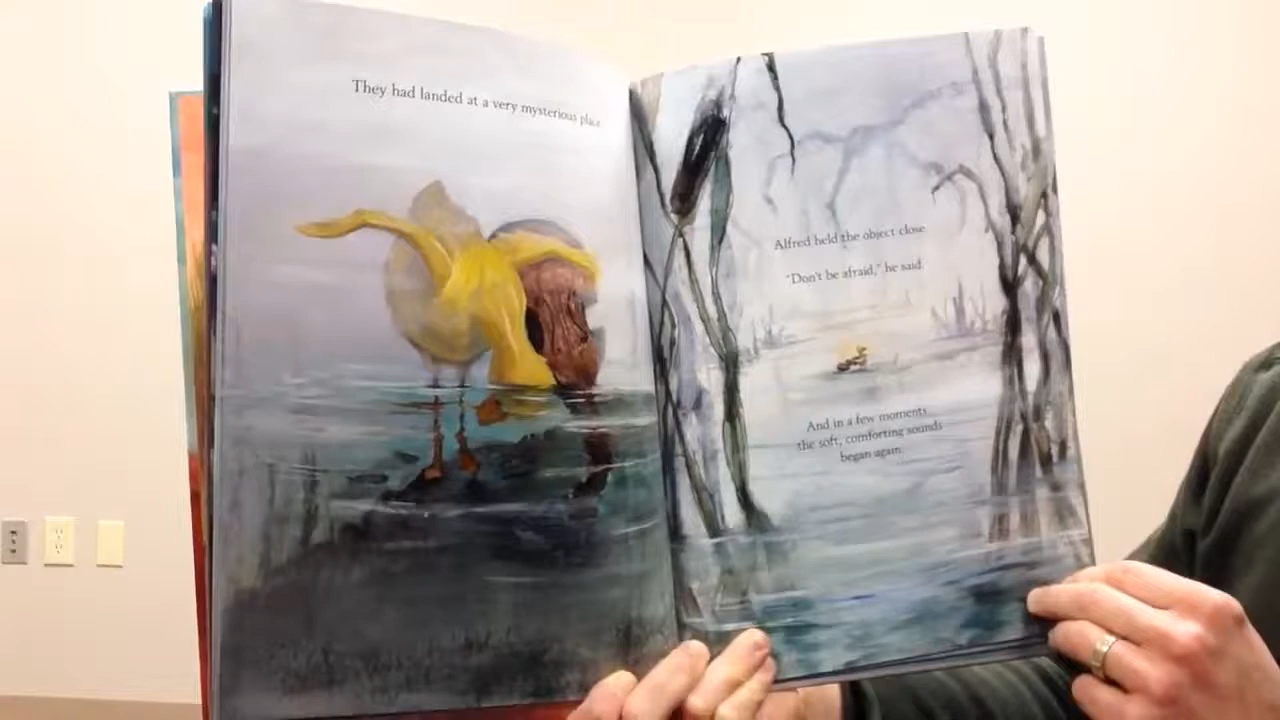 They had landed at a very mysterious place.
Alfred held the object close.
"Don't be afraid," he said.
And in a few moments
the soft, comforting sounds
began again.